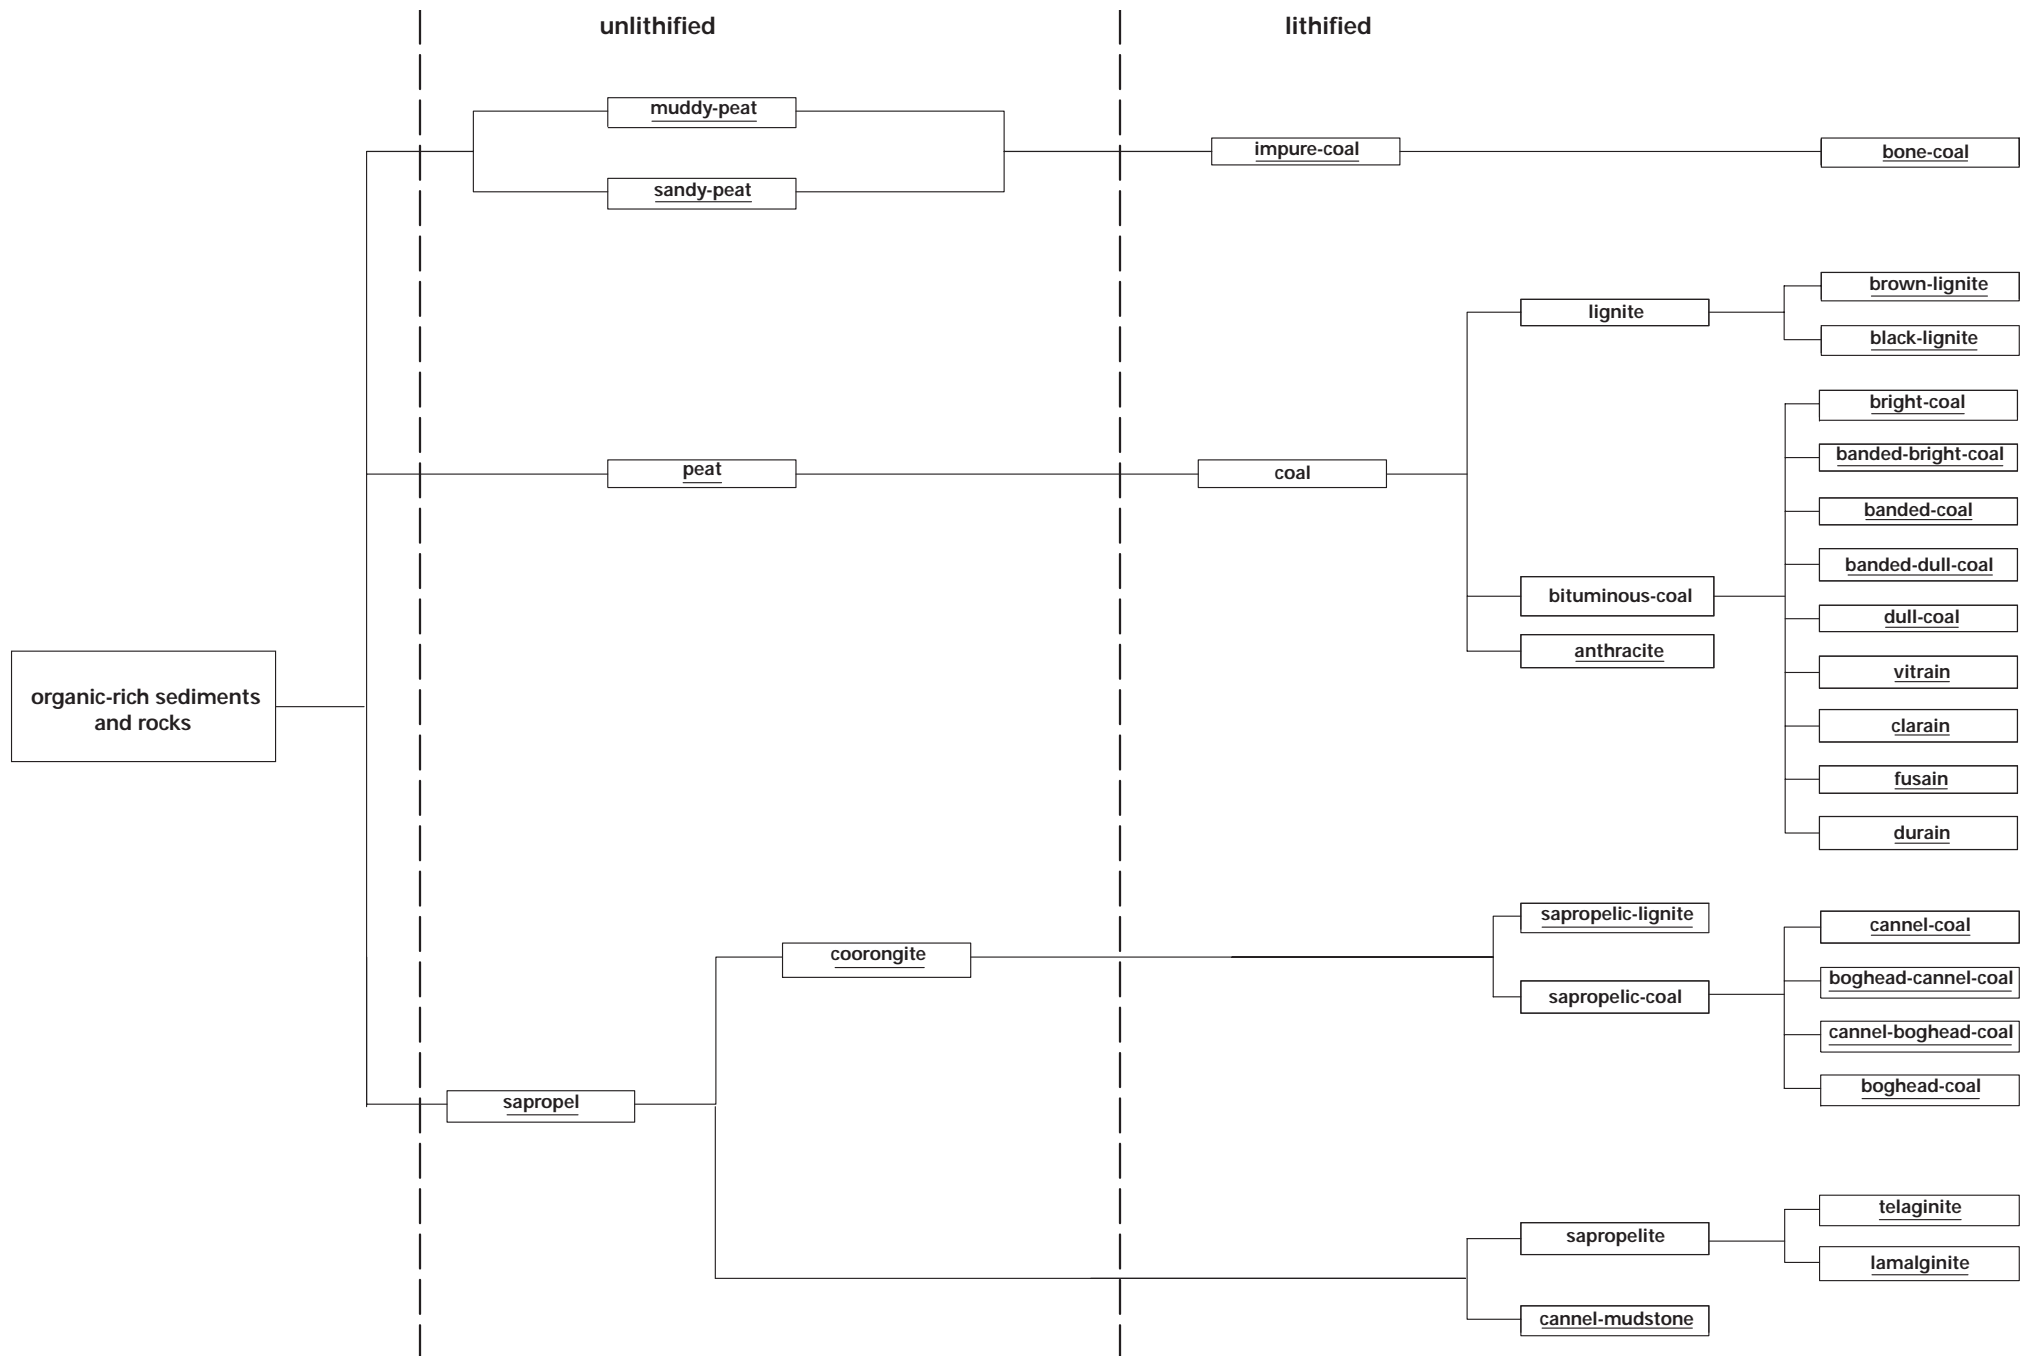 unlithified
lithified
muddy-peat
sandy-peat
impure-coal
bone-coal
brown-lignite
lignite
black-lignite
bright-coal
banded-bright-coal
peat
coal
banded-coal
banded-dull-coal
bituminous-coal
dull-coal
anthracite
vitrain
organic-rich sediments
and rocks
clarain
fusain
durain
sapropelic-lignite
cannel-coal
coorongite
boghead-cannel-coal
sapropelic-coal
cannel-boghead-coal
boghead-coal
sapropel
telaginite
sapropelite
lamalginite
cannel-mudstone